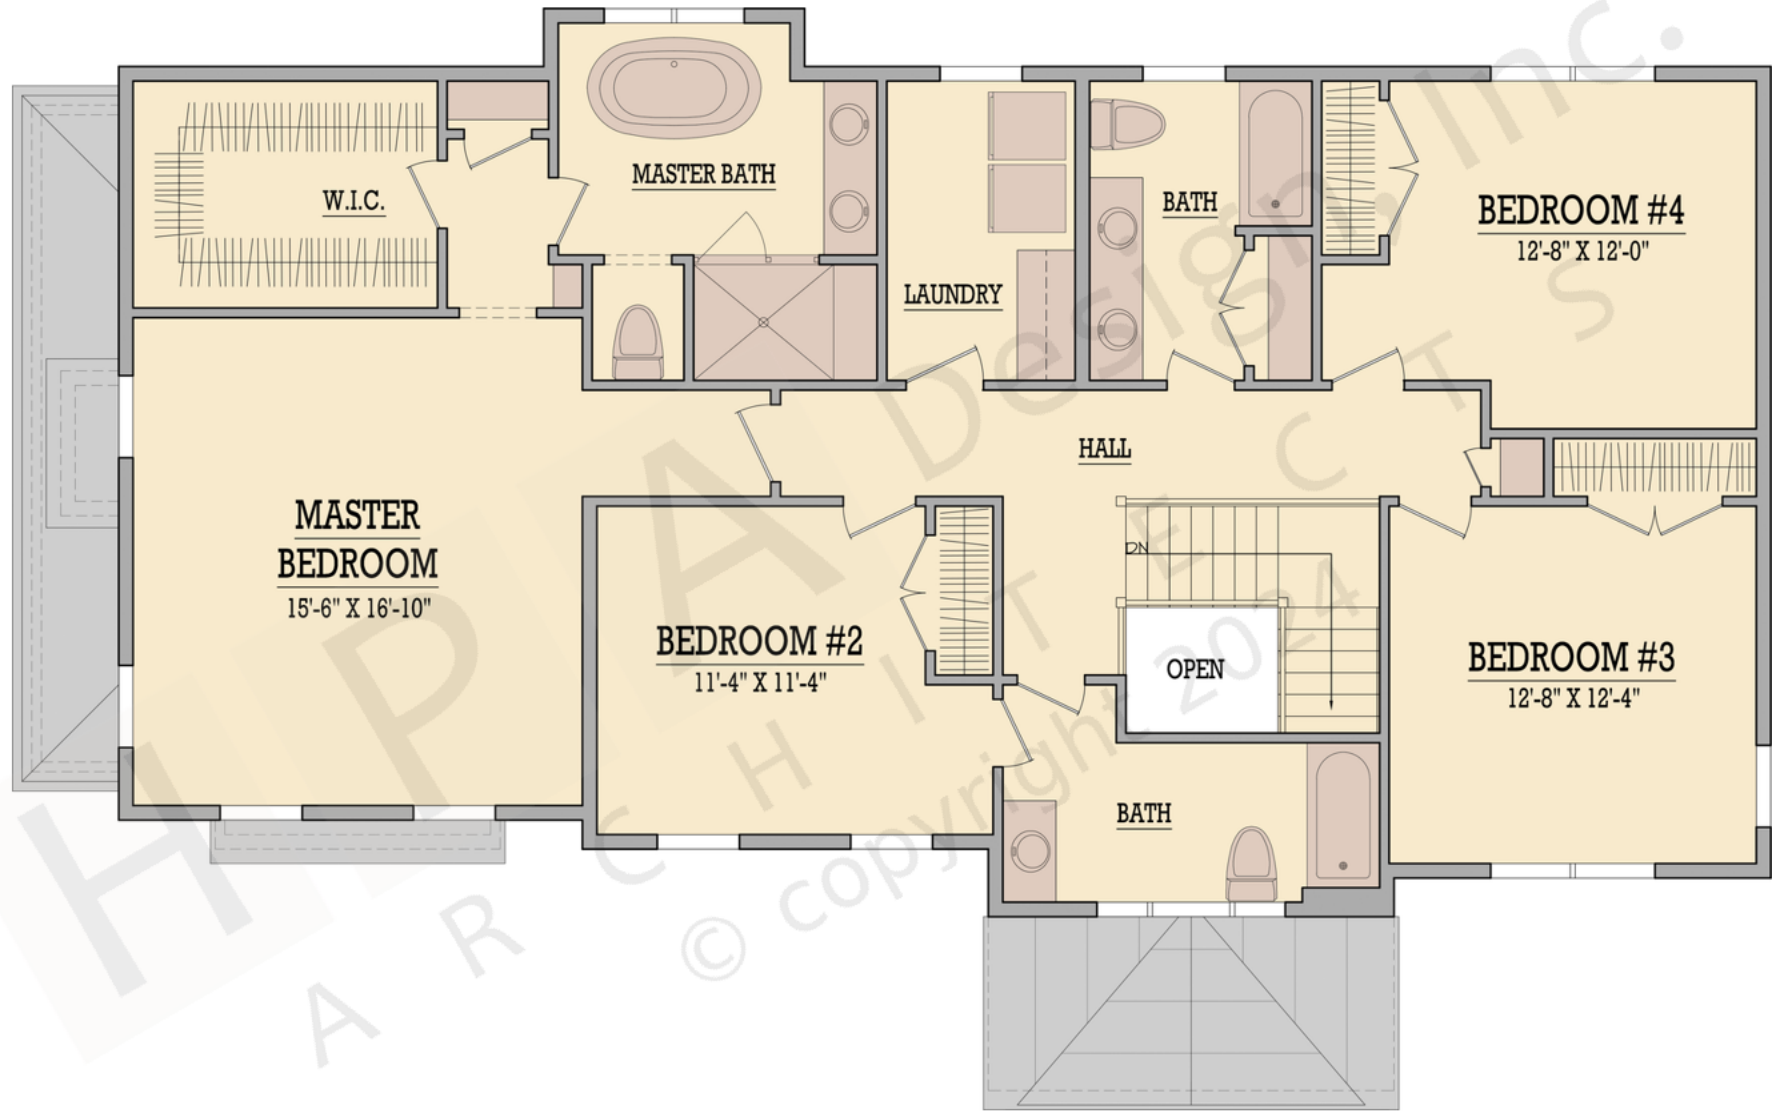 MASTER BATH
W.I.C.
BATH
BEDROOM #4
12'-8" X 12'-0"
LAUNDRY
HALL
MASTER
BEDROOM
15'-6" X 16'-10"
DN
BEDROOM #2
11'-4" X 11'-4"
OPEN
BEDROOM #3
12'-8" X 12'-4"
BATH
HPA Design, Inc.
ARCHITECTS
© copyright 2024